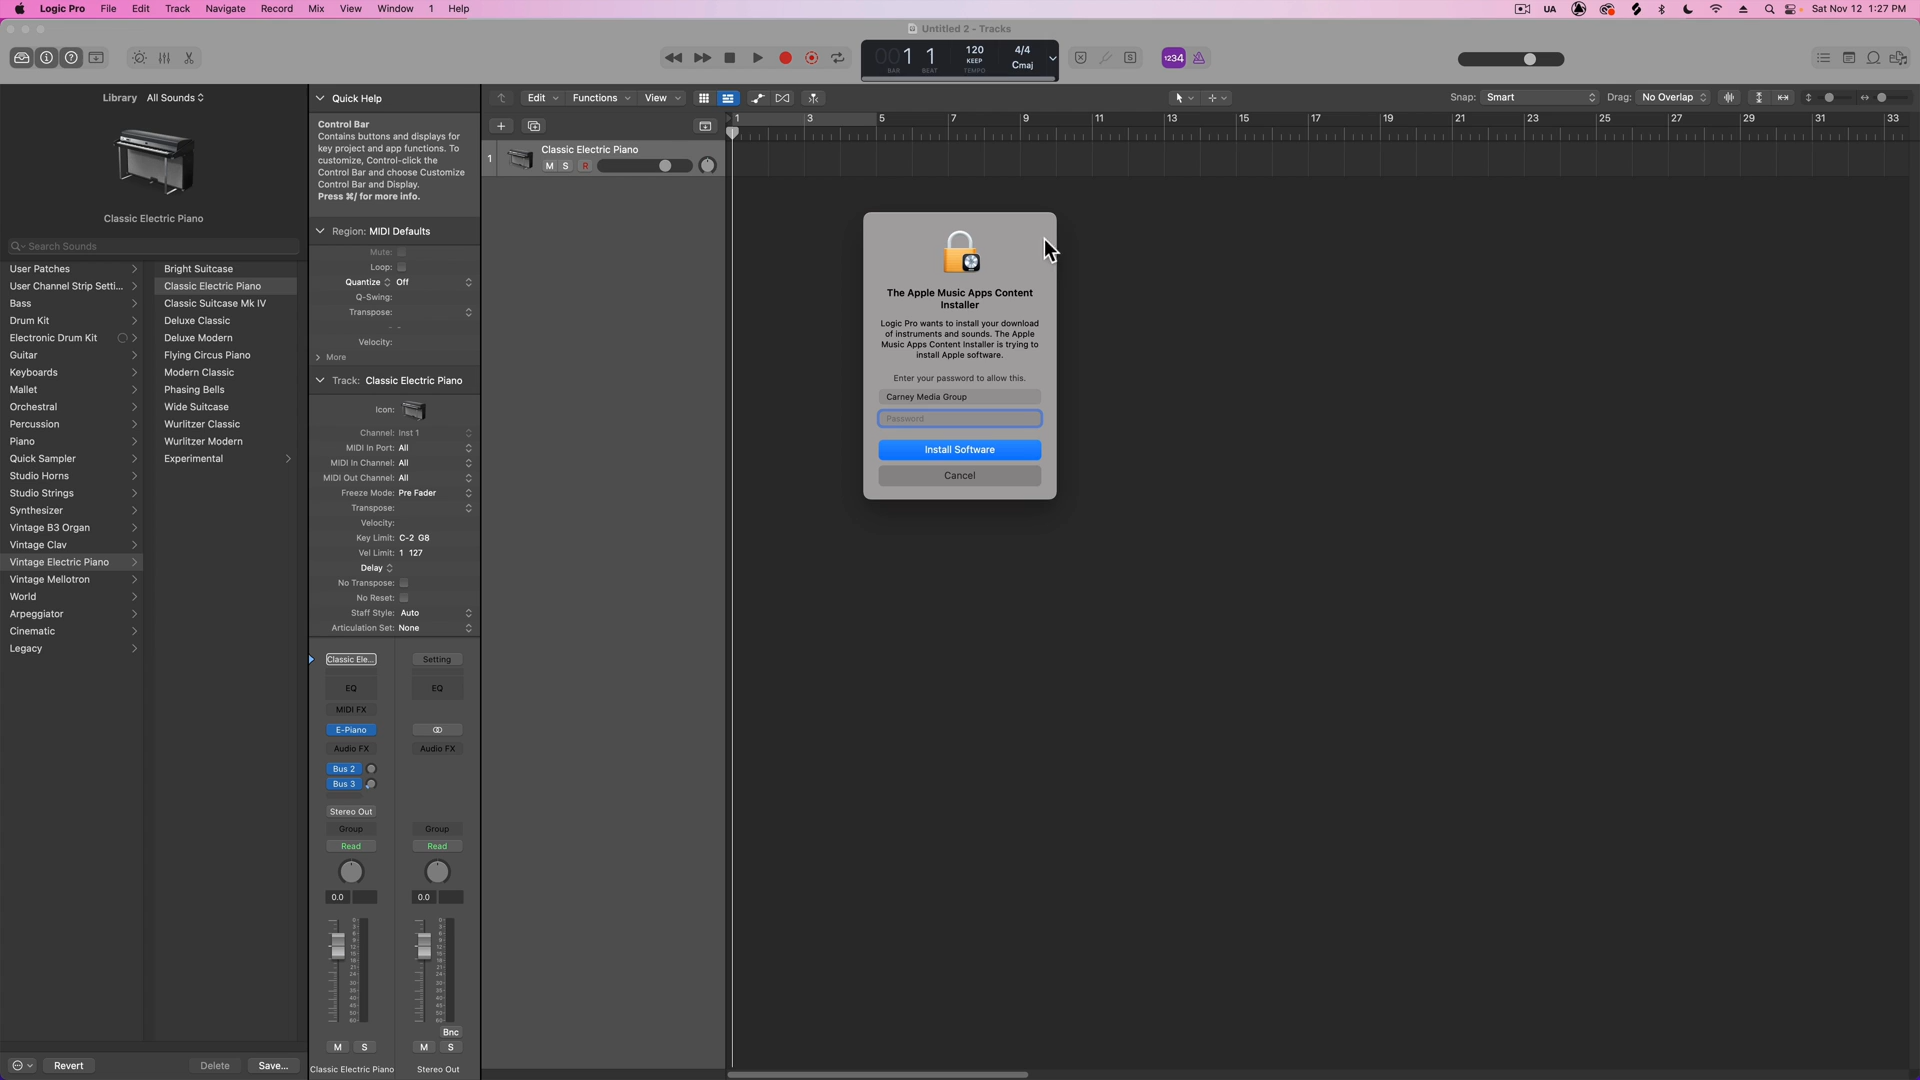 Logic Pro File Edit Track Navigate Record Mix View Window 1 Help
UA Sat Nov 12 1:27 PM
Untitled 2 - Tracks
001 1 120 4/4
KEEP Cmaj
BAR BEAT TEMPO
1234
Library All Sounds
Classic Electric Piano
Search Sounds
User Patches
User Channel Strip Setti...
Bass
Drum Kit
Electronic Drum Kit
Guitar
Keyboards
Mallet
Orchestral
Percussion
Piano
Quick Sampler
Studio Horns
Studio Strings
Synthesizer
Vintage B3 Organ
Vintage Clav
Vintage Electric Piano
Vintage Mellotron
World
Arpeggiator
Cinematic
Legacy
Bright Suitcase
Classic Electric Piano
Classic Suitcase Mk IV
Deluxe Classic
Deluxe Modern
Flying Circus Piano
Modern Classic
Phasing Bells
Wide Suitcase
Wurlitzer Classic
Wurlitzer Modern
Experimental
Revert Delete Save...
Quick Help
Control Bar
Contains buttons and displays for
key project and app functions. To
customize, Control-click the
Control Bar and choose Customize
Control Bar and Display.
Press ⌘/ for more info.
Region: MIDI Defaults
Mute:
Loop:
Quantize Off
Q-Swing:
Transpose:
Velocity:
More
Track: Classic Electric Piano
Icon:
Channel: Inst 1
MIDI In Port: All
MIDI In Channel: All
MIDI Out Channel: All
Freeze Mode: Pre Fader
Transpose:
Velocity:
Key Limit: C-2 G8
Vel Limit: 1 127
Delay
No Transpose:
No Reset:
Staff Style: Auto
Articulation Set: None
Classic Ele... Setting
EQ EQ
MIDI FX
E-Piano
Audio FX Audio FX
Bus 2
Bus 3
Stereo Out
Group Group
Read Read
0.0 0.0
Bnc
M S M S
Classic Electric Piano Stereo Out
Edit Functions View Snap: Smart Drag: No Overlap
1 3 5 7 9 11 13 15 17 19 21 23 25 27 29 31 33
1 Classic Electric Piano
M S R
The Apple Music Apps Content
Installer
Logic Pro wants to install your download
of instruments and sounds. The Apple
Music Apps Content Installer is trying to
install Apple software.
Enter your password to allow this.
Carney Media Group
Password
Install Software
Cancel